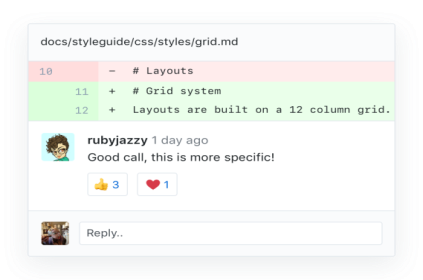 docs/styleguide/css/styles/grid.md
10 - # Layouts
11 + # Grid system
12 + Layouts are built on a 12 column grid.
rubyjazzy 1 day ago
Good call, this is more specific!
👍 3 ❤️ 1
Reply..